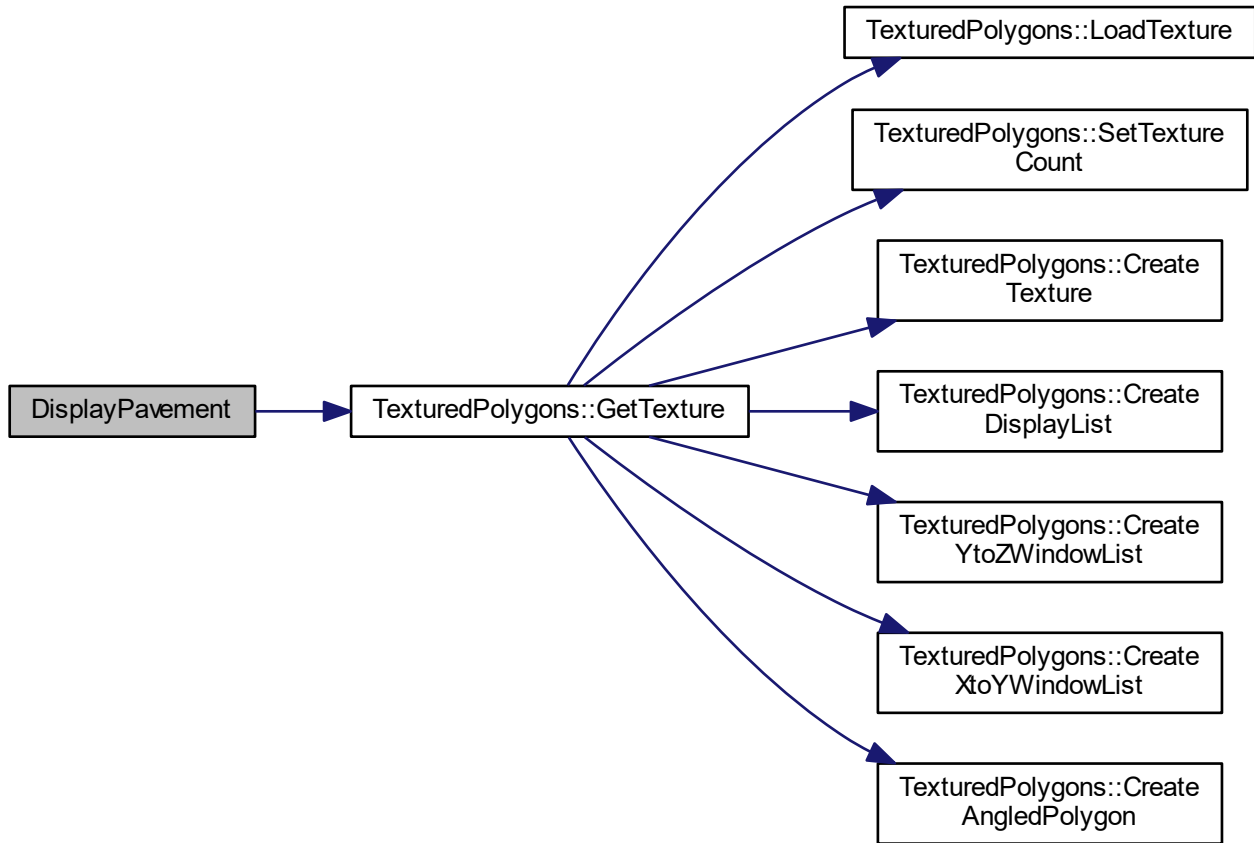 TexturedPolygons::LoadTexture
TexturedPolygons::SetTexture
Count
TexturedPolygons::Create
Texture
DisplayPavement
TexturedPolygons::GetTexture
TexturedPolygons::Create
DisplayList
TexturedPolygons::Create
YtoZWindowList
TexturedPolygons::Create
XtoYWindowList
TexturedPolygons::Create
AngledPolygon